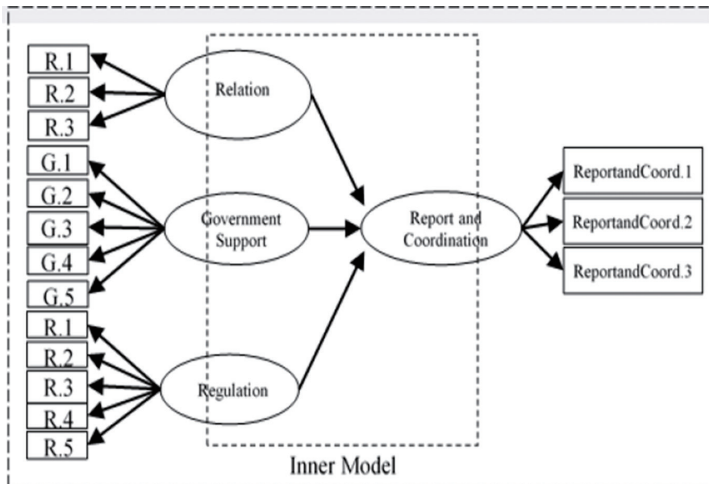 R.1
R.2
R.3
G.1
G.2
G.3
G.4
G.5
R.1
R.2
R.3
R.4
R.5
Relation
Government
Support
Regulation
Report and
Coordination
ReportandCoord.1
ReportandCoord.2
ReportandCoord.3
Inner Model